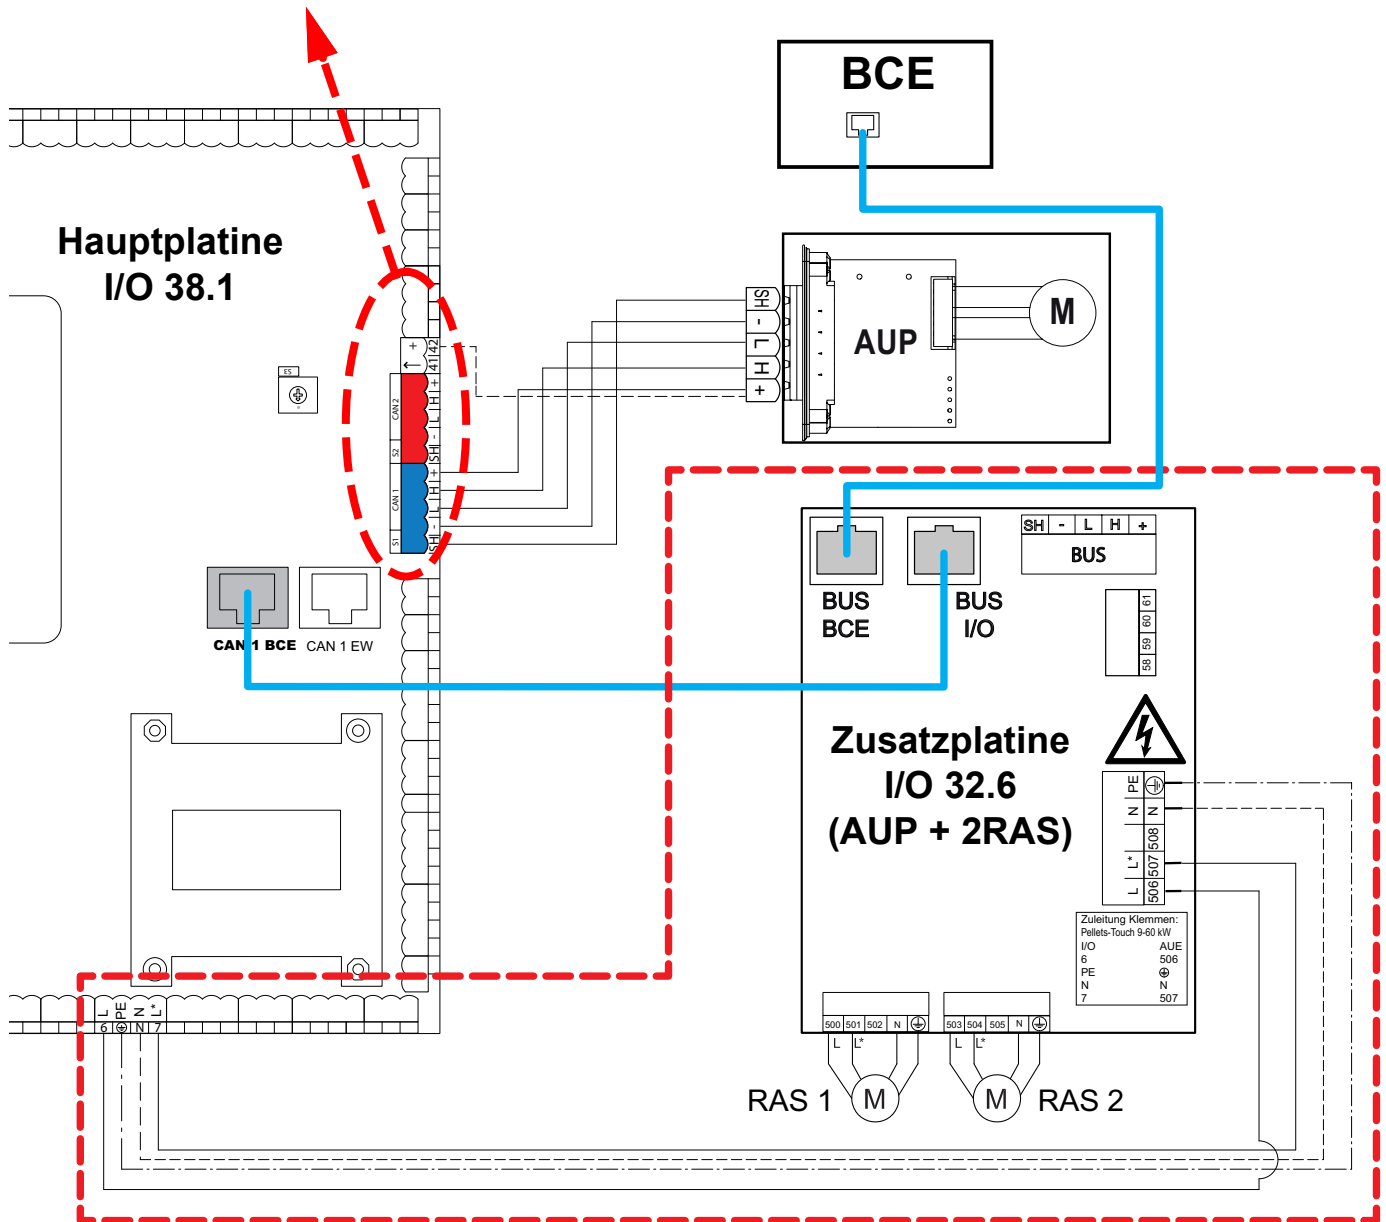 BCE
Hauptplatine
I/O 38.1
ES
+
↑
41 42
CAN 2
S2
SH - L H +
CAN 1
S1
SH - L H +
SH
-
L
H
+
AUP
M
CAN 1 BCE
CAN 1 EW
BUS
BCE
BUS
I/O
SH - L H +
BUS
58 59 60 61
Zusatzplatine
I/O 32.6
(AUP + 2RAS)
L L* N PE
506 507 508 N
Zuleitung Klemmen:
Pellets-Touch 9-60 kW
I/O AUE
6 506
PE
N N
7 507
500 501 502 N
L L*
503 504 505 N
L L*
RAS 1
M
M
RAS 2
L PE N L*
6 N 7